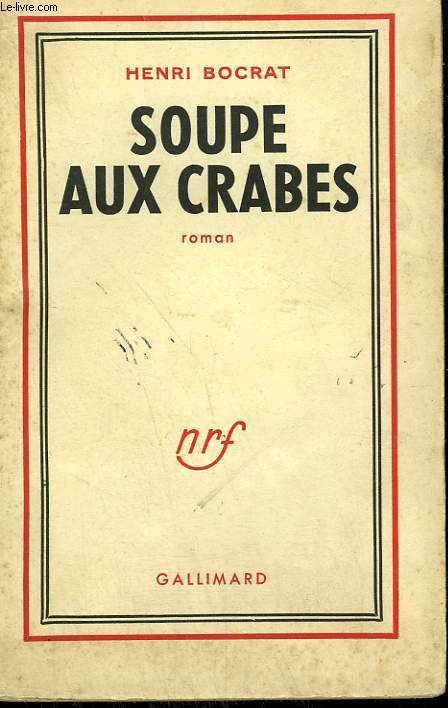 Le-livre.com
HENRI BOCRAT
SOUPE
AUX CRABES
roman
nrf
GALLIMARD